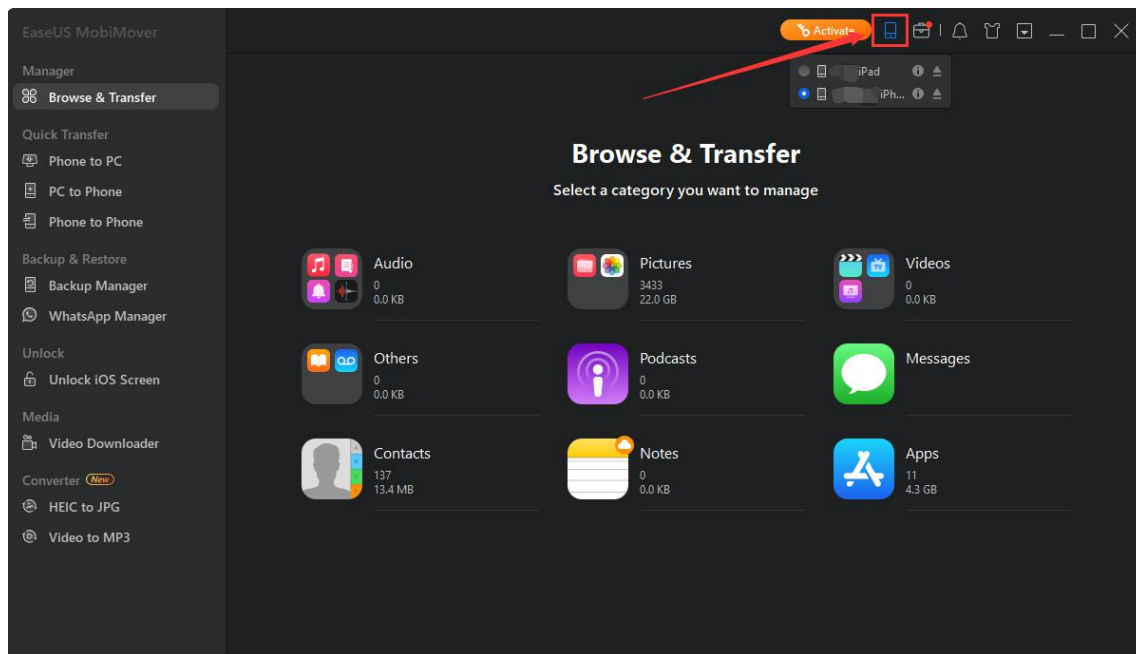 EaseUS MobiMover
Activate
Manager
Browse & Transfer
Quick Transfer
Phone to PC
PC to Phone
Phone to Phone
Backup & Restore
Backup Manager
WhatsApp Manager
Unlock
Unlock iOS Screen
Media
Video Downloader
Converter New
HEIC to JPG
Video to MP3
iPad
iPh...
Browse & Transfer
Select a category you want to manage
Audio
0
0.0 KB
Pictures
3433
22.0 GB
Videos
0
0.0 KB
Others
0
0.0 KB
Podcasts
0
0.0 KB
Messages
Contacts
137
13.4 MB
Notes
0
0.0 KB
Apps
11
4.3 GB